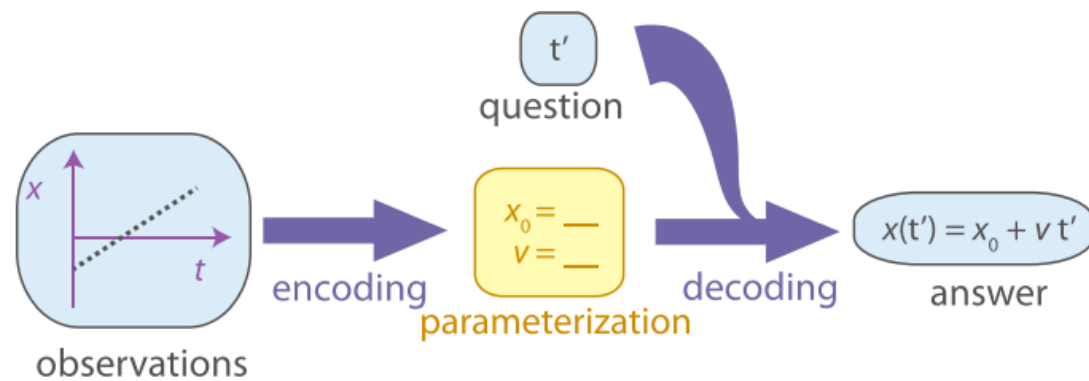 t′
question
x
t
observations
encoding
x₀ = __
v = __
parameterization
decoding
x(t′) = x₀ + v t′
answer